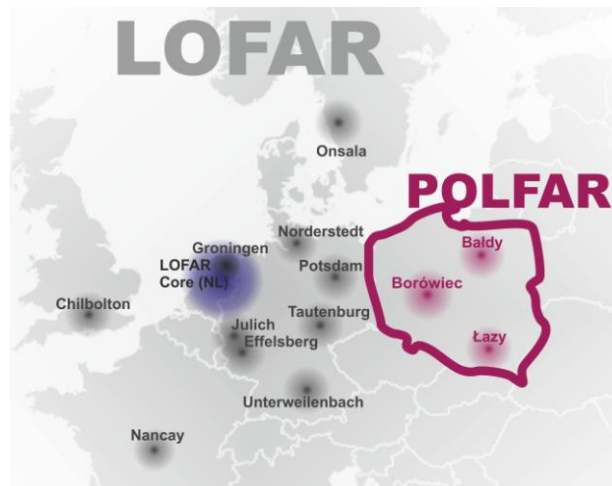 LOFAR
Onsala
POLFAR
Norderstedt
Bałdy
Groningen
LOFAR
Core (NL)
Potsdam
Borówiec
Chilbolton
Tautenburg
Julich
Effelsberg
Łazy
Unterweilenbach
Nancay